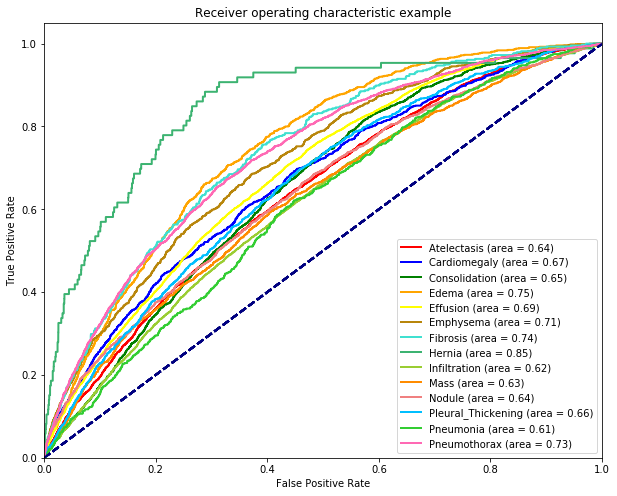 Receiver operating characteristic example
1.0
0.8
0.6
0.4
0.2
0.0
True Positive Rate
Atelectasis (area = 0.64)
Cardiomegaly (area = 0.67)
Consolidation (area = 0.65)
Edema (area = 0.75)
Effusion (area = 0.69)
Emphysema (area = 0.71)
Fibrosis (area = 0.74)
Hernia (area = 0.85)
Infiltration (area = 0.62)
Mass (area = 0.63)
Nodule (area = 0.64)
Pleural_Thickening (area = 0.66)
Pneumonia (area = 0.61)
Pneumothorax (area = 0.73)
0.0 0.2 0.4 0.6 0.8 1.0
False Positive Rate